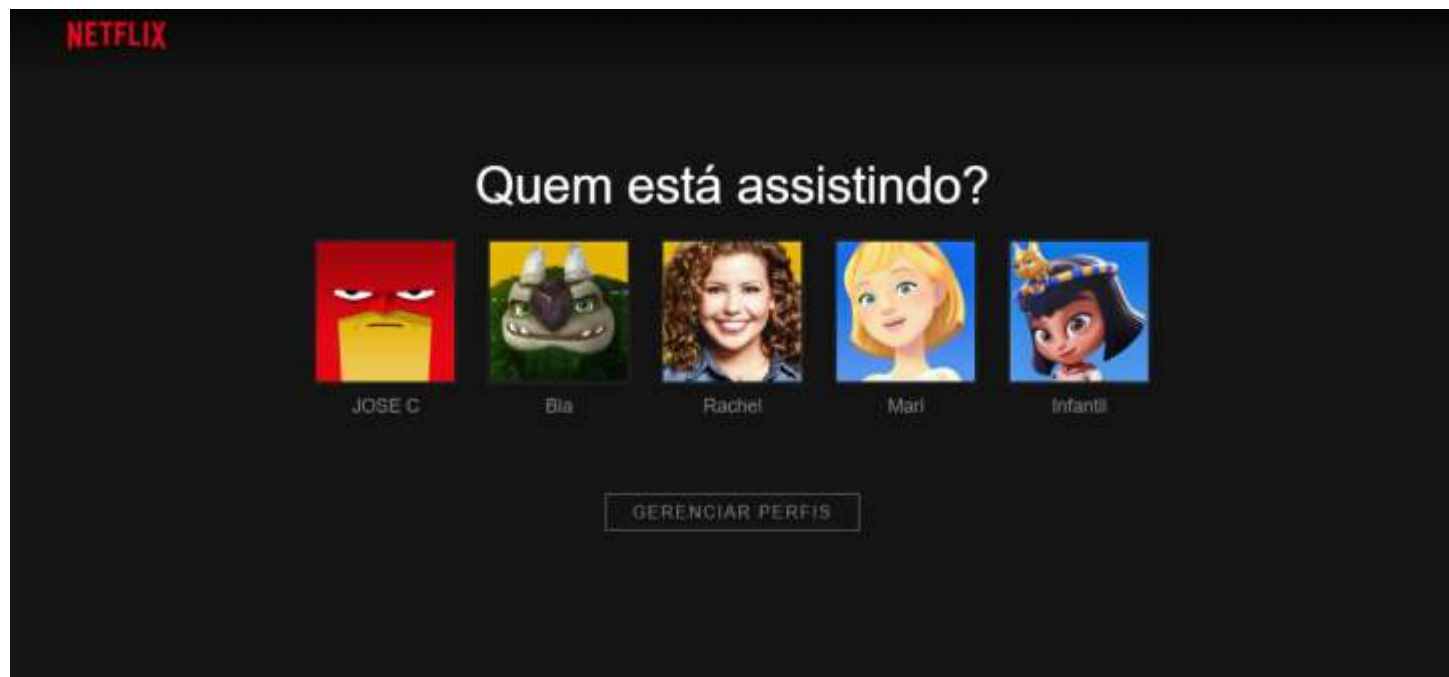 NETFLIX
Quem está assistindo?
JOSE C Bia Rachel Mari Infantil
GERENCIAR PERFIS